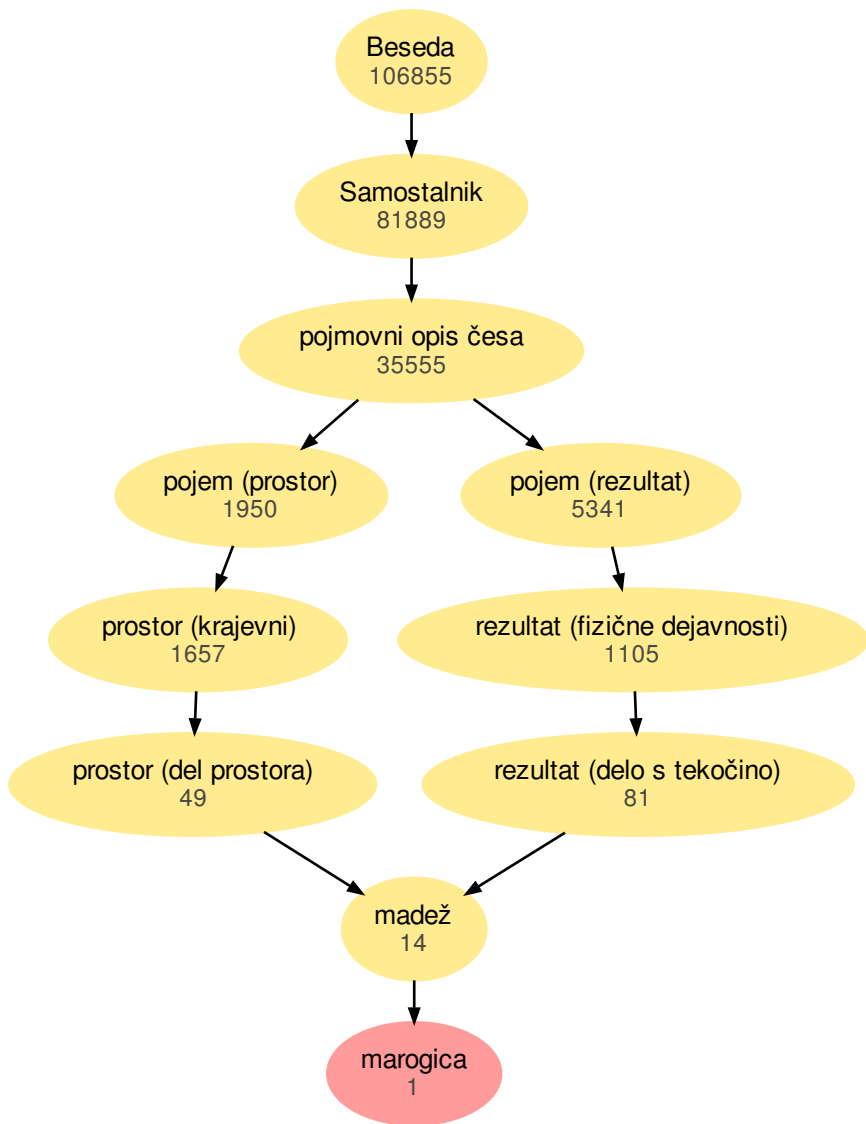 Beseda
106855
Samostalnik
81889
pojmovni opis česa
35555
pojem (prostor)
1950
pojem (rezultat)
5341
prostor (krajevni)
1657
rezultat (fizične dejavnosti)
1105
prostor (del prostora)
49
rezultat (delo s tekočino)
81
madež
14
marogica
1